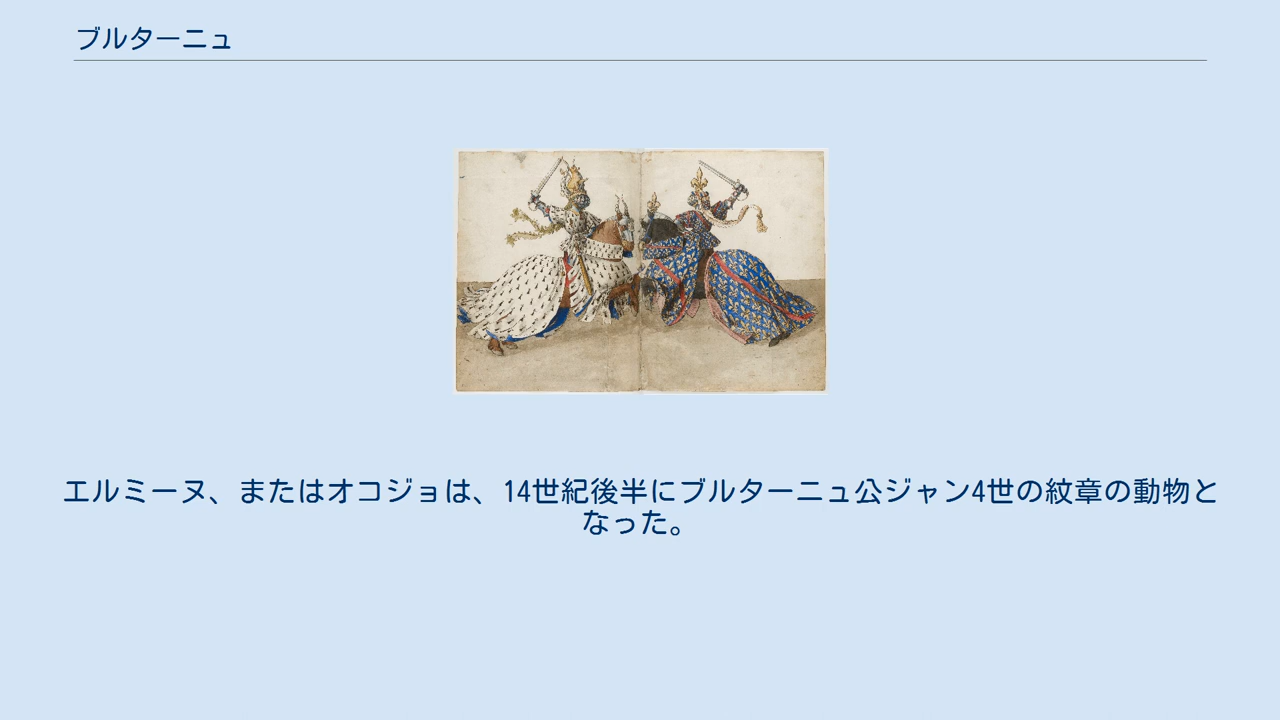 ブルターニュ
エルミーヌ、またはオコジョは、14世紀後半にブルターニュ公ジャン4世の紋章の動物と
なった。